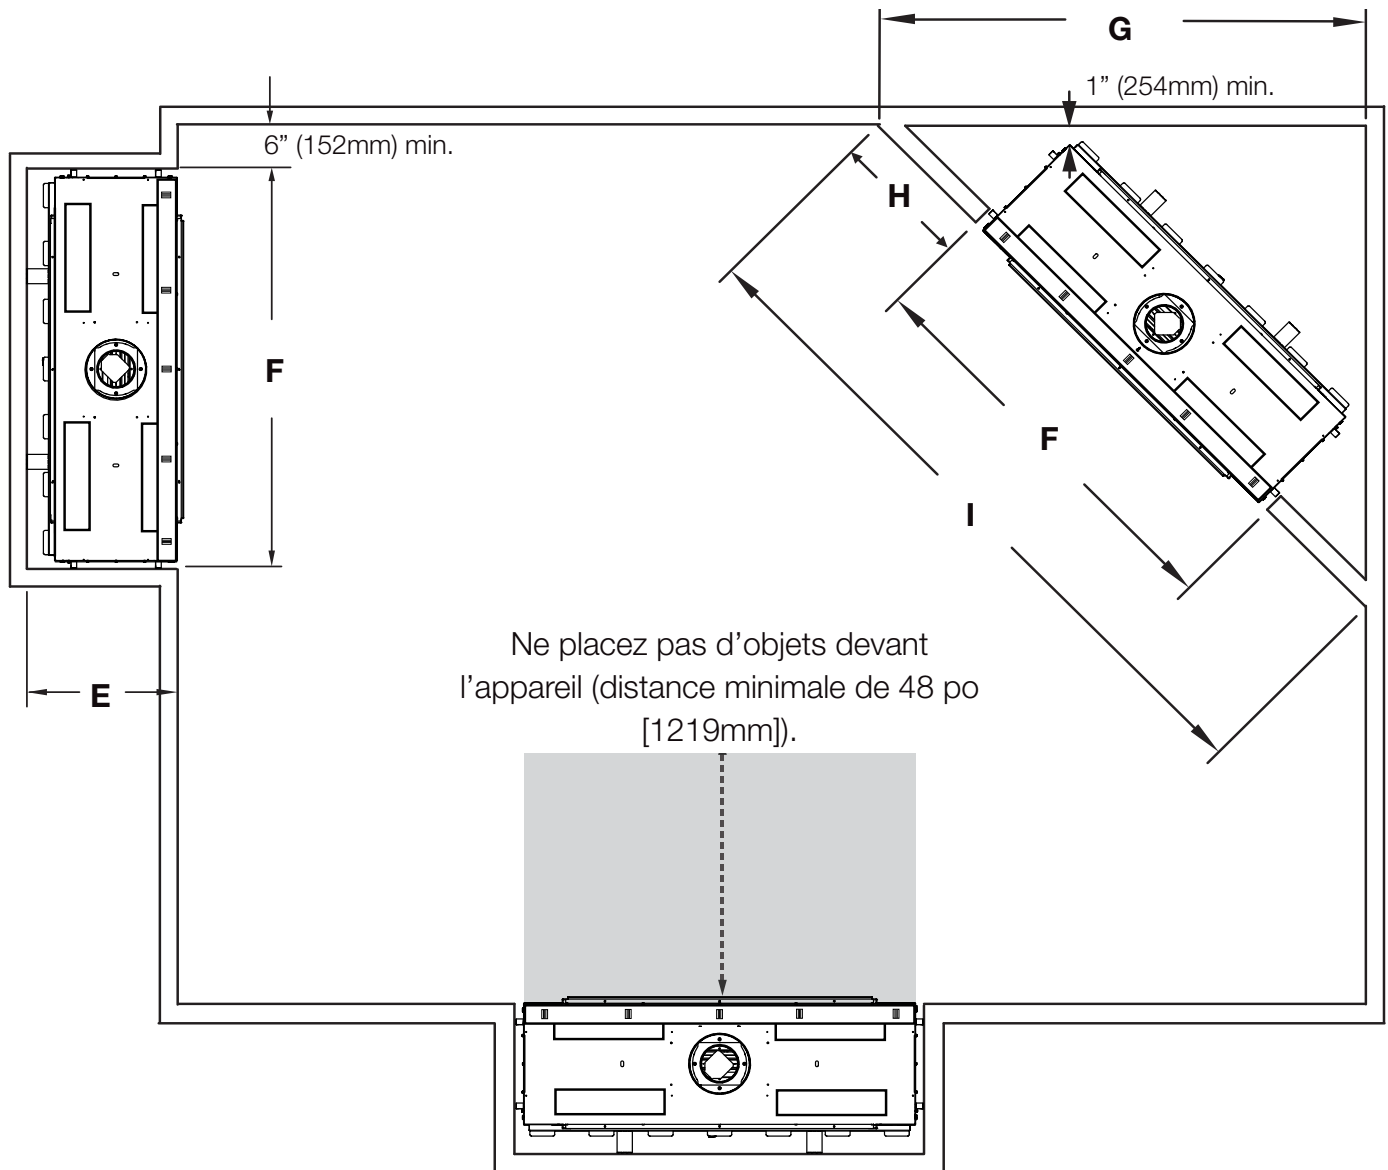 G
1” (254mm) min.
6” (152mm) min.
H
F
F
I
Ne placez pas d’objets devant
l’appareil (distance minimale de 48 po
[1219mm]).
E